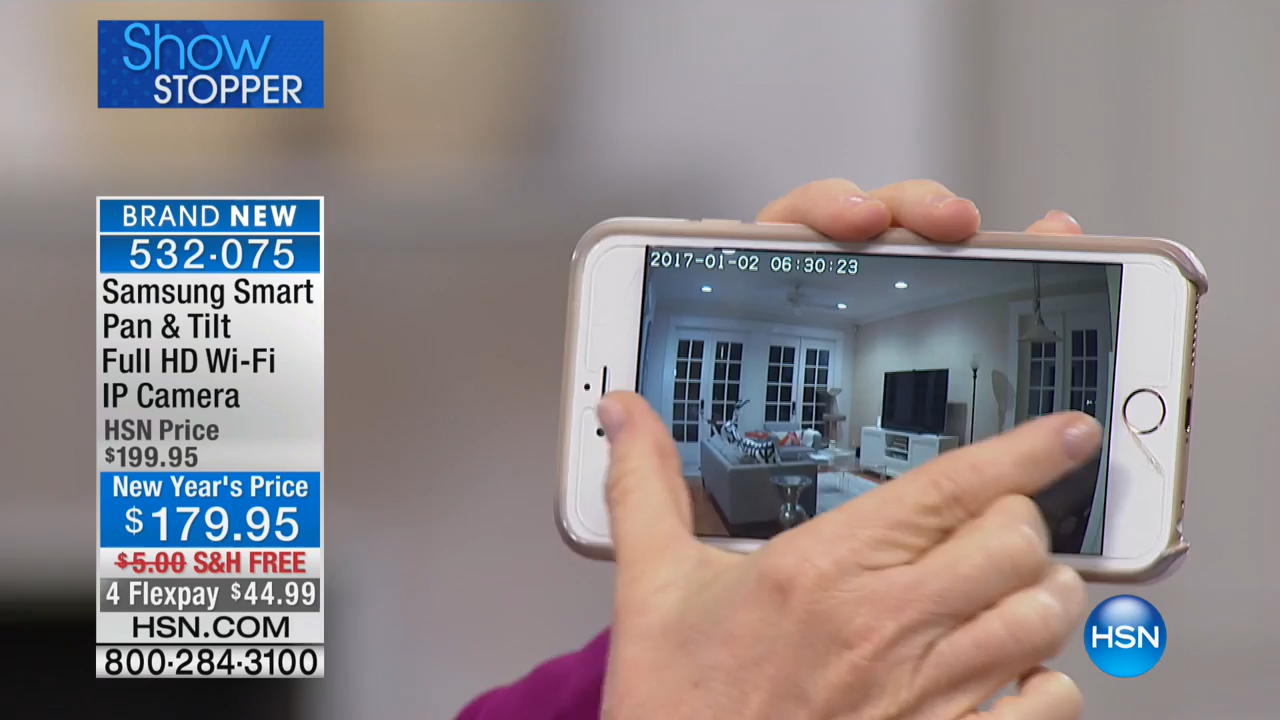 Show
STOPPER
BRAND NEW
532·075
Samsung Smart
Pan & Tilt
Full HD Wi-Fi
IP Camera
HSN Price
$199.95
New Year's Price
$179.95
$5.00 S&H FREE
4 Flexpay $44.99
HSN.COM
800·284·3100
2017-01-02 06:30:23
HSN